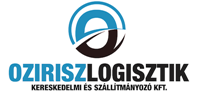 OZIRISZLOGISZTIK
KERESKEDELMI ÉS SZÁLLÍTMÁNYOZÓ KFT.